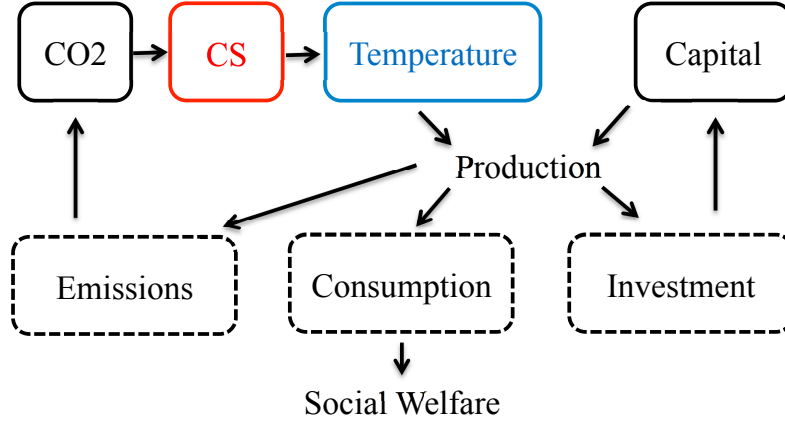 CO2
CS
Temperature
Capital
Production
Emissions
Consumption
Investment
Social Welfare